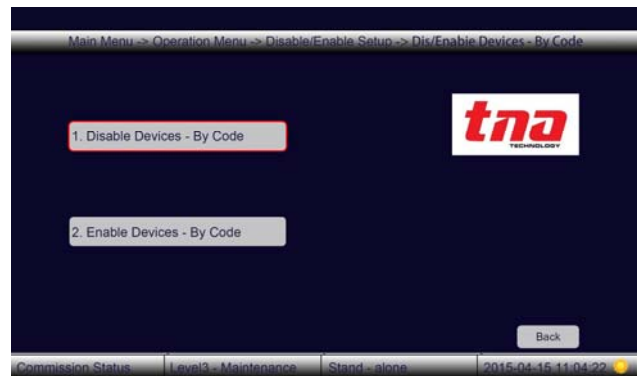 Main Menu -> Operation Menu -> Disable/Enable Setup -> Dis/Enable Devices - By Code
1. Disable Devices - By Code
tna
TECHNOLOGY
2. Enable Devices - By Code
Back
Commission Status Level3 - Maintenance Stand - alone 2015-04-15 11:04:22